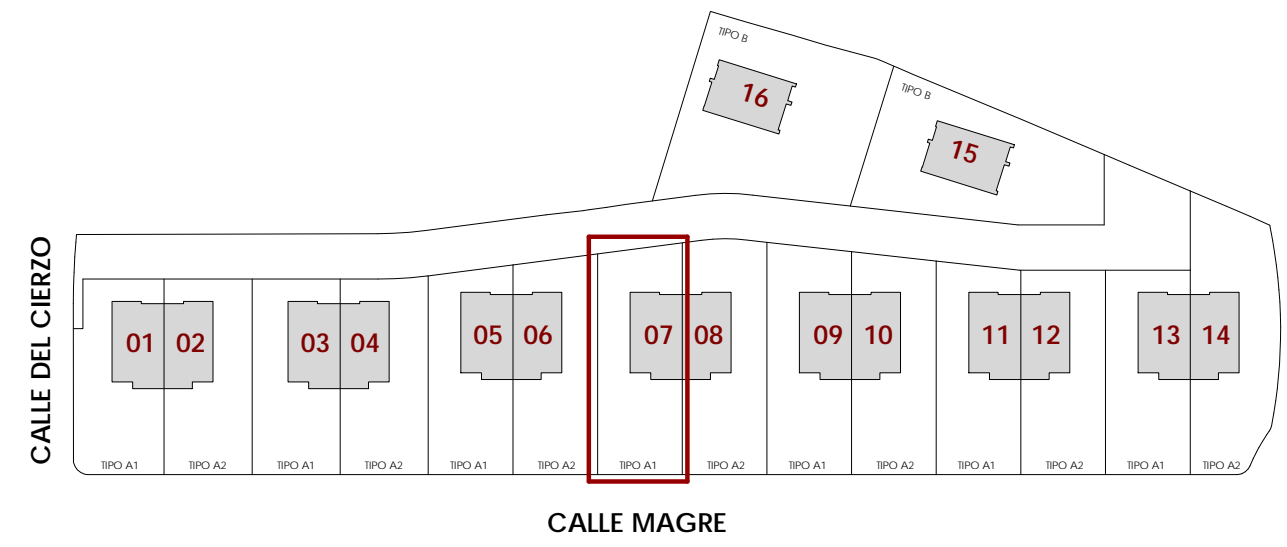 TIPO B
16
TIPO B
15
CALLE DEL CIERZO
01 02 03 04 05 06 07 08 09 10 11 12 13 14
TIPO A1 TIPO A2 TIPO A1 TIPO A2 TIPO A1 TIPO A2 TIPO A1 TIPO A2 TIPO A1 TIPO A2 TIPO A1 TIPO A2 TIPO A1 TIPO A2
CALLE MAGRE